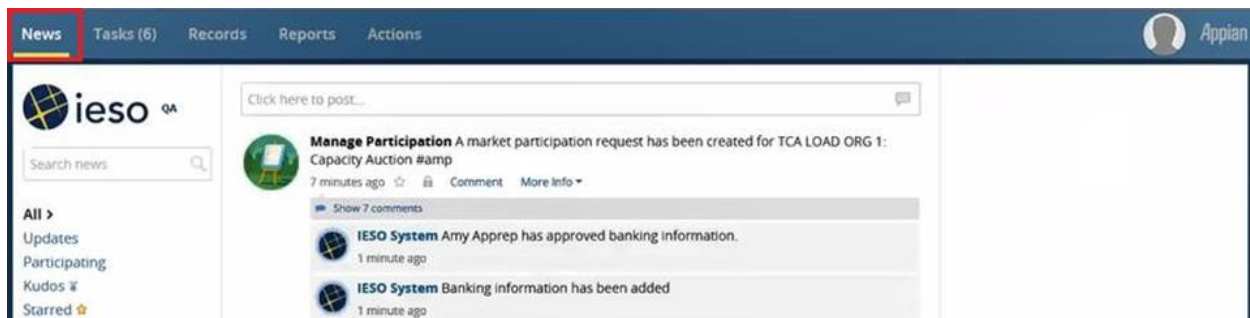 News Tasks (6) Records Reports Actions Appian
ieso QA
Search news
All >
Updates
Participating
Kudos
Starred
Click here to post...
Manage Participation A market participation request has been created for TCA LOAD ORG 1:
Capacity Auction #amp
7 minutes ago Comment More Info
Show 7 comments
IESO System Amy Apprep has approved banking information.
1 minute ago
IESO System Banking information has been added
1 minute ago